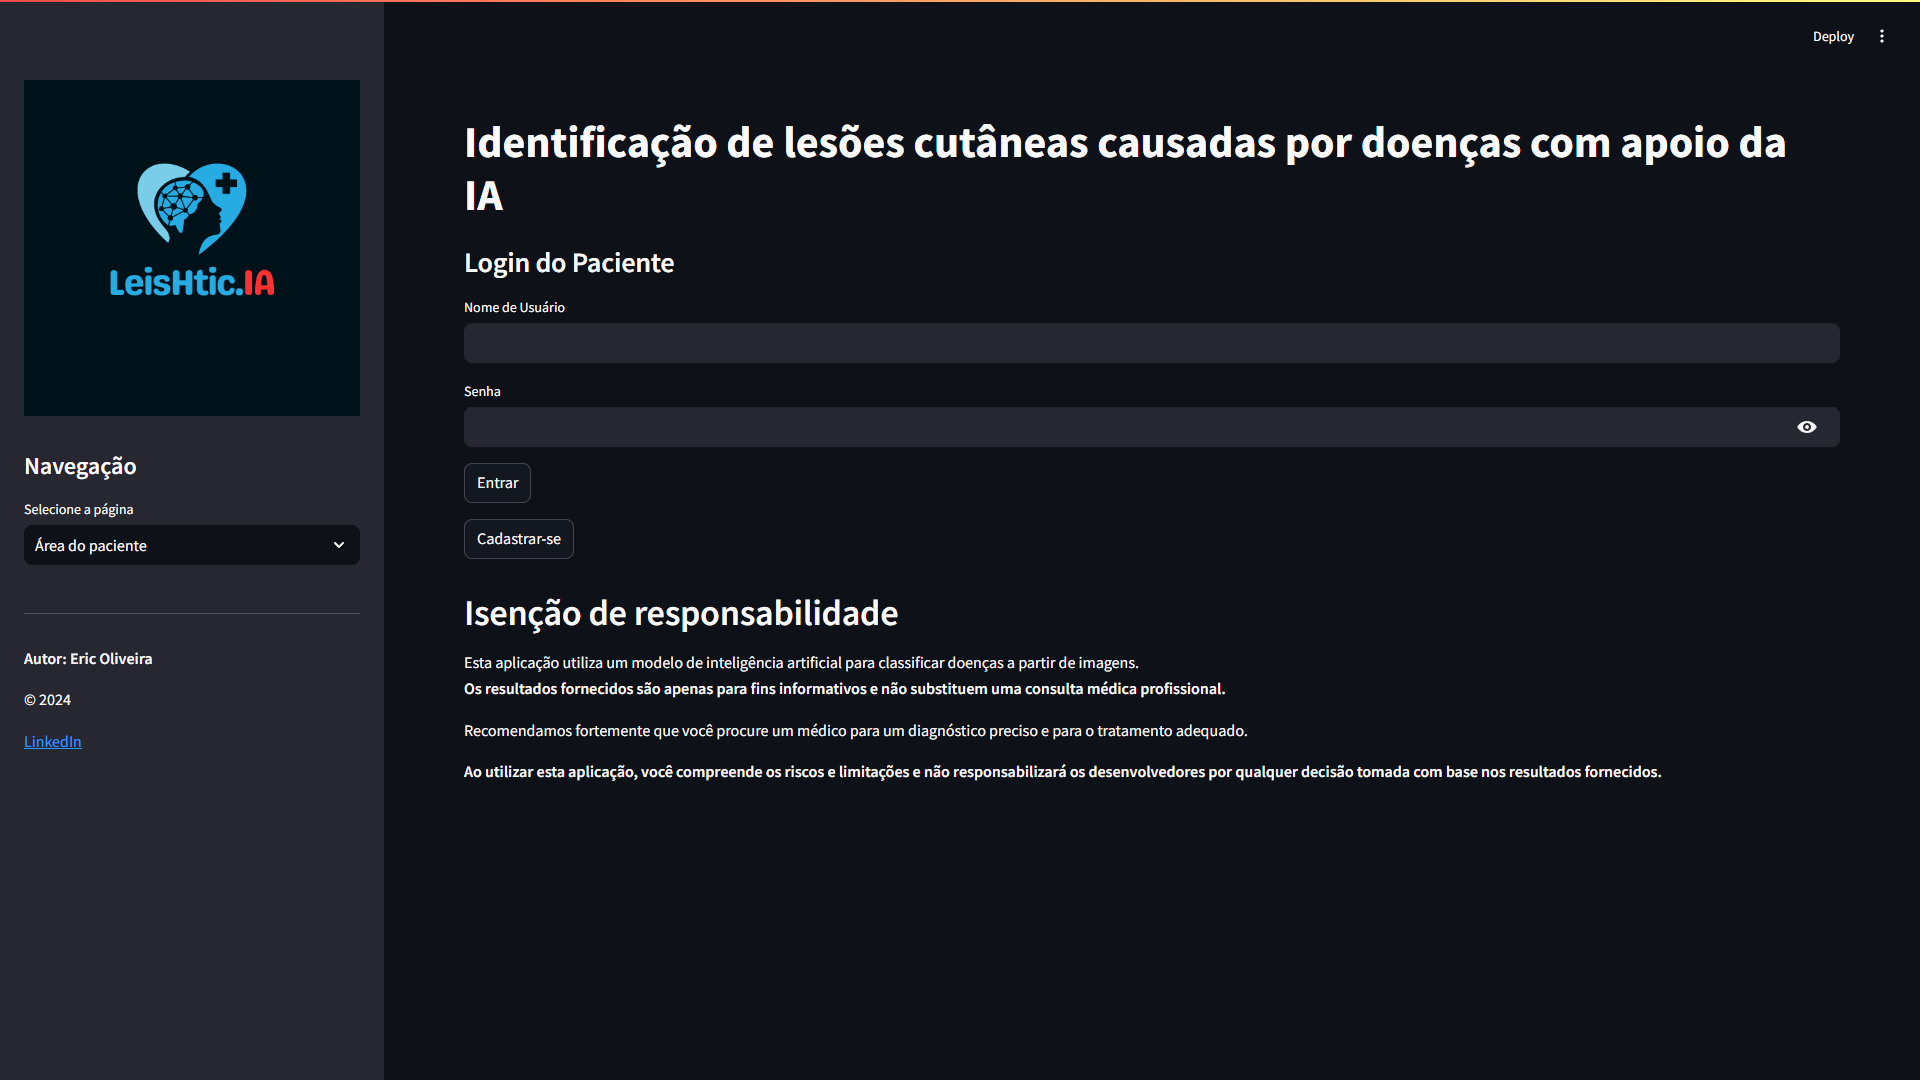 Deploy
LeisHtic.IA
Navegação
Selecione a página
Área do paciente
Autor: Eric Oliveira
© 2024
LinkedIn
Identificação de lesões cutâneas causadas por doenças com apoio da
IA
Login do Paciente
Nome de Usuário
Senha
Entrar
Cadastrar-se
Isenção de responsabilidade
Esta aplicação utiliza um modelo de inteligência artificial para classificar doenças a partir de imagens.
Os resultados fornecidos são apenas para fins informativos e não substituem uma consulta médica profissional.
Recomendamos fortemente que você procure um médico para um diagnóstico preciso e para o tratamento adequado.
Ao utilizar esta aplicação, você compreende os riscos e limitações e não responsabilizará os desenvolvedores por qualquer decisão tomada com base nos resultados fornecidos.